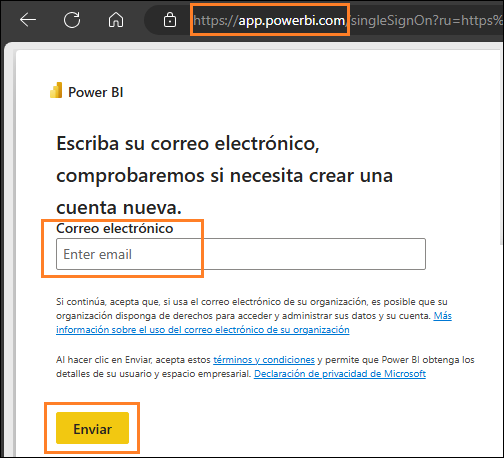 https://app.powerbi.com/singleSignOn?ru=https%
Power BI
Escriba su correo electrónico,
comprobaremos si necesita crear una
cuenta nueva.
Correo electrónico
Enter email
Si continúa, acepta que, si usa el correo electrónico de su organización, es posible que su
organización disponga de derechos para acceder y administrar sus datos y su cuenta. Más
información sobre el uso del correo electrónico de su organización
Al hacer clic en Enviar, acepta estos términos y condiciones y permite que Power BI obtenga los
detalles de su usuario y espacio empresarial. Declaración de privacidad de Microsoft
Enviar